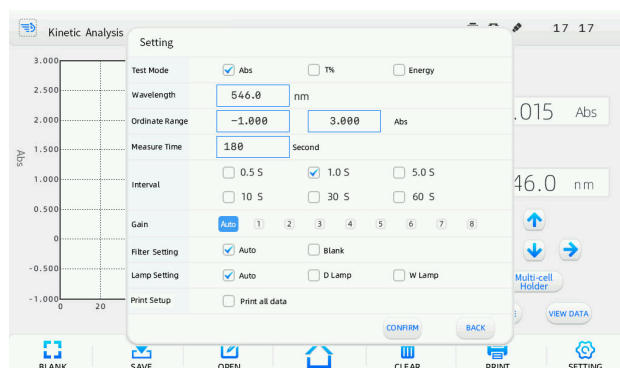 Kinetic Analysis
17 17
Setting
Test Mode Abs T% Energy
Wavelength 546.0 nm
Ordinate Range -1.000 3.000 Abs
Measure Time 180 Second
Interval 0.5 S 1.0 S 5.0 S
10 S 30 S 60 S
Gain Auto 1 2 3 4 5 6 7 8
Filter Setting Auto Blank
Lamp Setting Auto D Lamp W Lamp
Print Setup Print all data
CONFIRM BACK
3.000
2.500
2.000
1.500
1.000
0.500
0
-0.500
-1.000
Abs
0 20
.015 Abs
46.0 nm
Multi-cell
Holder
VIEW DATA
BLANK SAVE OPEN CLEAR PRINT SETTING